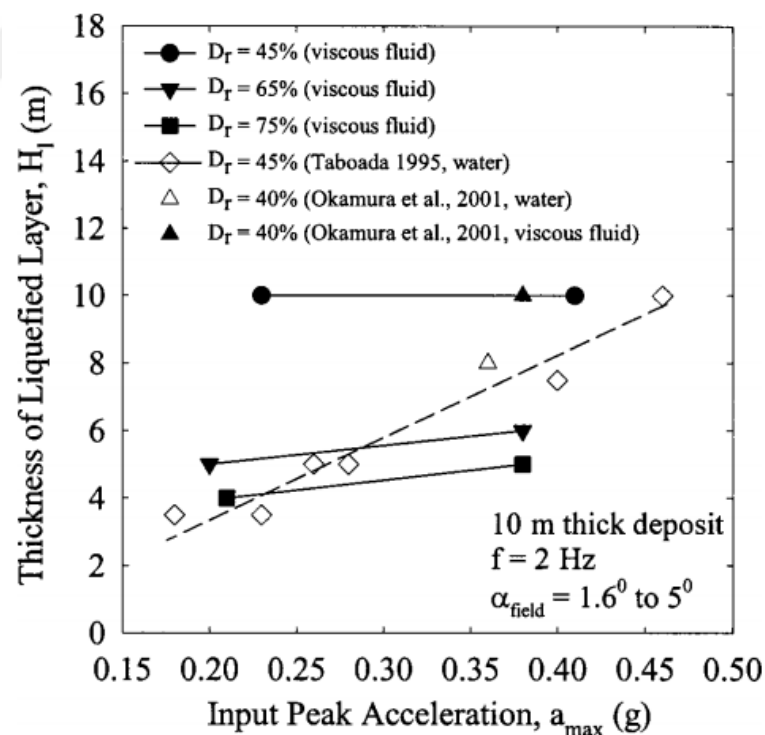 18
16
14
12
10
8
6
4
2
0
Thickness of Liquefied Layer, H_l (m)
D_r = 45% (viscous fluid)
D_r = 65% (viscous fluid)
D_r = 75% (viscous fluid)
D_r = 45% (Taboada 1995, water)
D_r = 40% (Okamura et al., 2001, water)
D_r = 40% (Okamura et al., 2001, viscous fluid)
10 m thick deposit
f = 2 Hz
α_field = 1.6⁰ to 5⁰
0.15 0.20 0.25 0.30 0.35 0.40 0.45 0.50
Input Peak Acceleration, a_max (g)